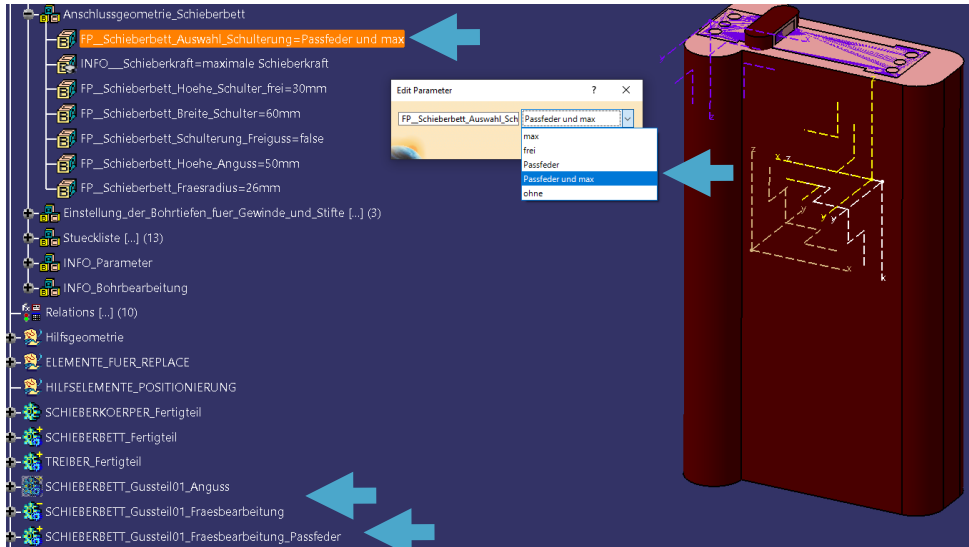 Anschlussgeometrie_Schieberbett
FP__Schieberbett_Auswahl_Schulterung=Passfeder und max
INFO___Schieberkraft=maximale Schieberkraft
FP__Schieberbett_Hoehe_Schulter_frei=30mm
FP__Schieberbett_Breite_Schulter=60mm
FP__Schieberbett_Schulterung_Freiguss=false
FP__Schieberbett_Hoehe_Anguss=50mm
FP__Schieberbett_Fraesradius=26mm
Einstellung_der_Bohrtiefen_fuer_Gewinde_und_Stifte [...] (3)
Stueckliste [...] (13)
INFO_Parameter
INFO_Bohrbearbeitung
Relations [...] (10)
Hilfsgeometrie
ELEMENTE_FUER_REPLACE
HILFSELEMENTE_POSITIONIERUNG
SCHIEBERKOERPER_Fertigteil
SCHIEBERBETT_Fertigteil
TREIBER_Fertigteil
SCHIEBERBETT_Gussteil01_Anguss
SCHIEBERBETT_Gussteil01_Fraesbearbeitung
SCHIEBERBETT_Gussteil01_Fraesbearbeitung_Passfeder
Edit Parameter ? ×
FP__Schieberbett_Auswahl_Sch Passfeder und max
max
frei
Passfeder
Passfeder und max
ohne
y
z
x z
y
y
x
k